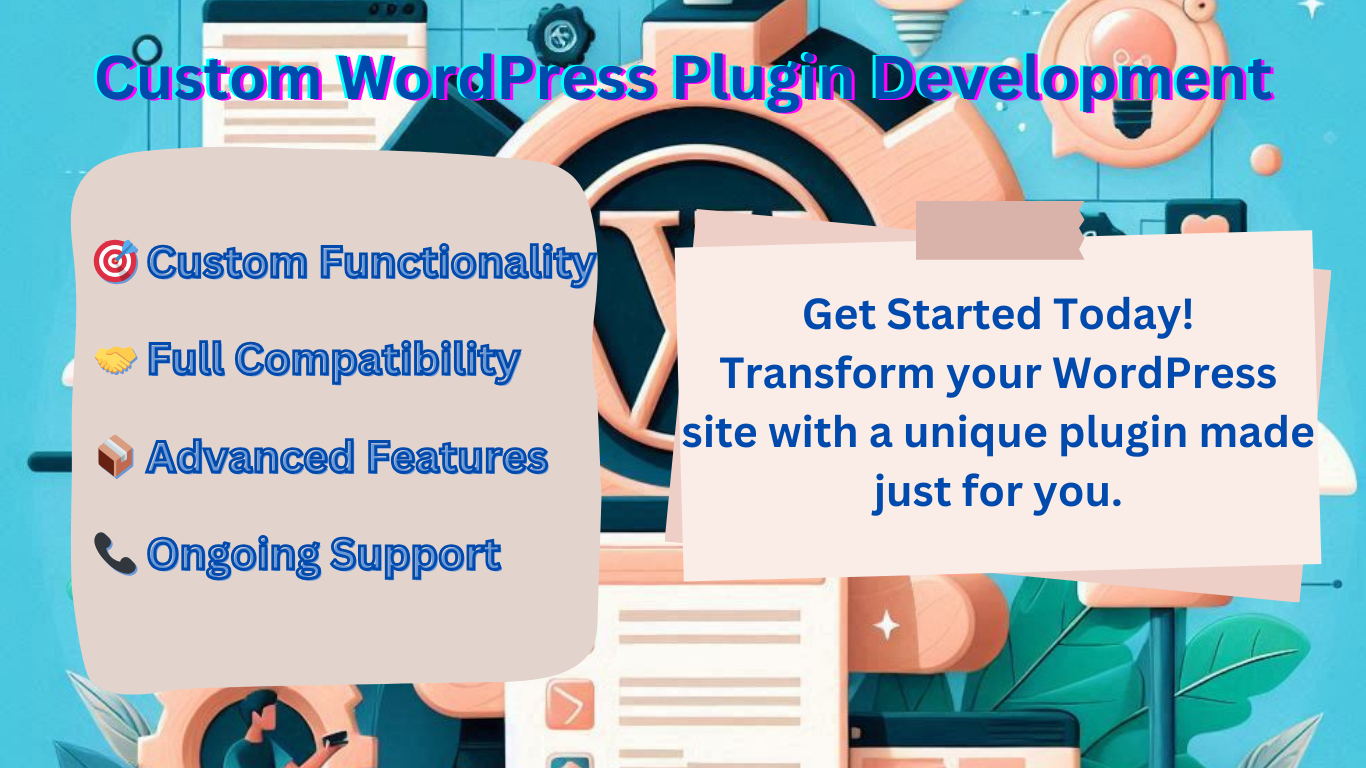 Custom WordPress Plugin Development
🎯 Custom Functionality
🤝 Full Compatibility
📦 Advanced Features
📞 Ongoing Support
Get Started Today!
Transform your WordPress
site with a unique plugin made
just for you.